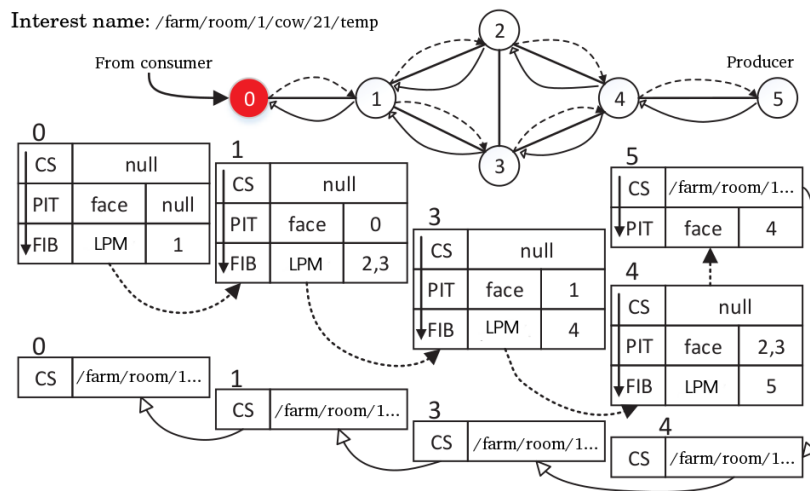 Interest name: /farm/room/1/cow/21/temp
From consumer
Producer
0
1
2
3
4
5
0
CS null
PIT face null
FIB LPM 1
1
CS null
PIT face 0
FIB LPM 2,3
3
CS null
PIT face 1
FIB LPM 4
5
CS /farm/room/1...
PIT face 4
4
CS null
PIT face 2,3
FIB LPM 5
0
CS /farm/room/1...
1
CS /farm/room/1...
3
CS /farm/room/1...
4
CS /farm/room/1...